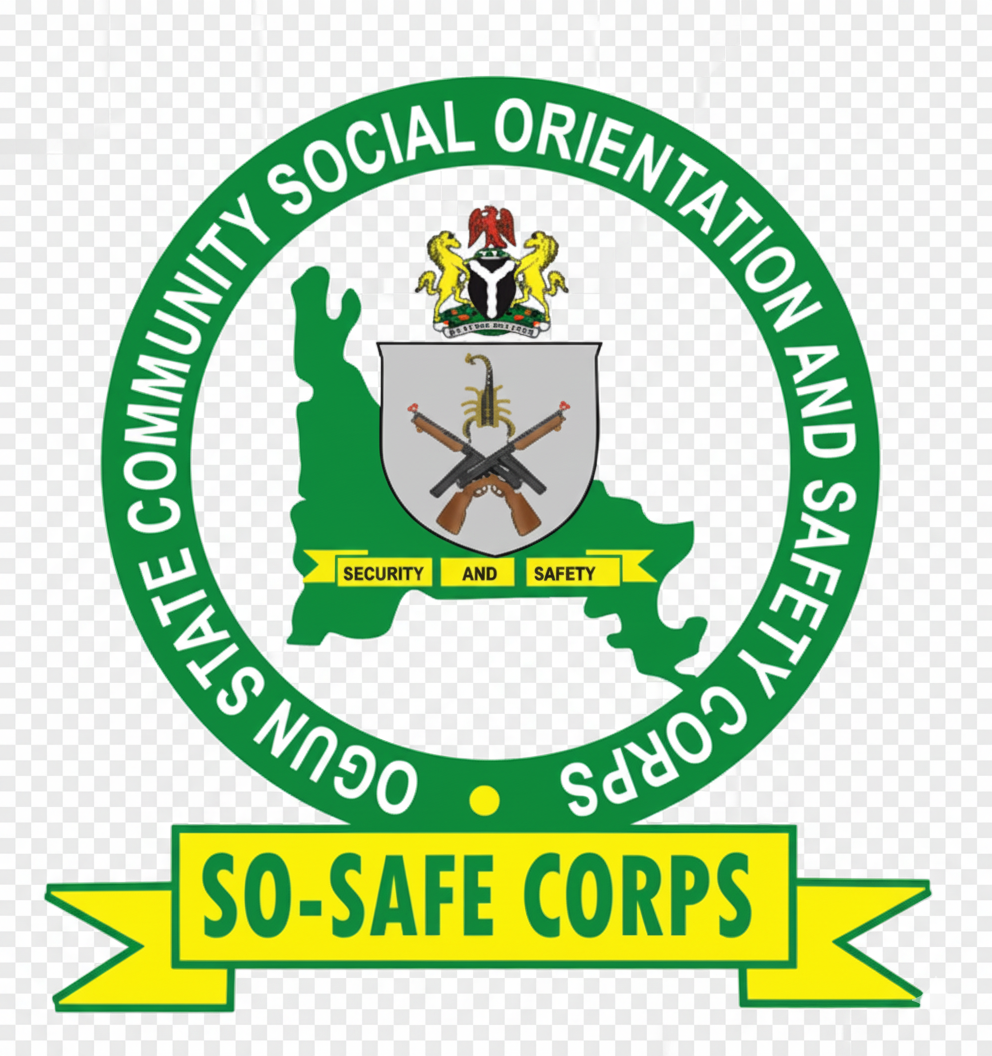 OGUN STATE COMMUNITY SOCIAL ORIENTATION AND SAFETY CORPS
SECURITY AND SAFETY
SO-SAFE CORPS